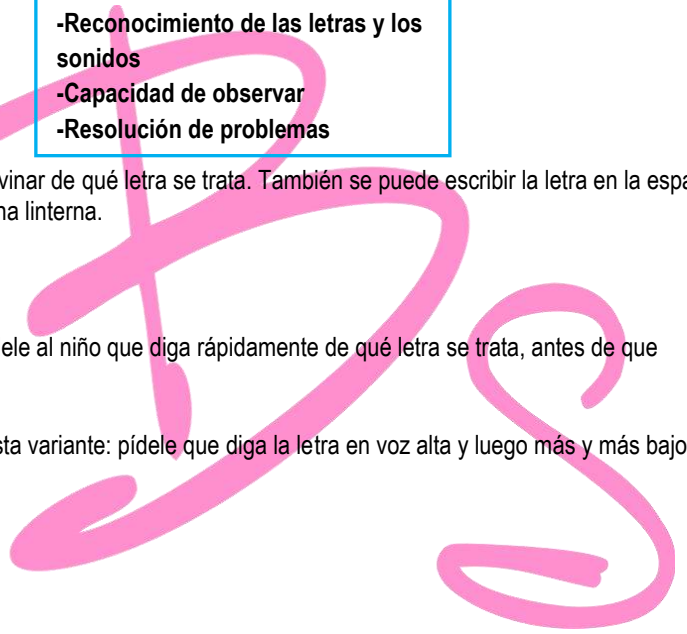 -Reconocimiento de las letras y los
sonidos
-Capacidad de observar
-Resolución de problemas
vinar de qué letra se trata. También se puede escribir la letra en la espa
na linterna.
ele al niño que diga rápidamente de qué letra se trata, antes de que
sta variante: pídele que diga la letra en voz alta y luego más y más bajo
B
S